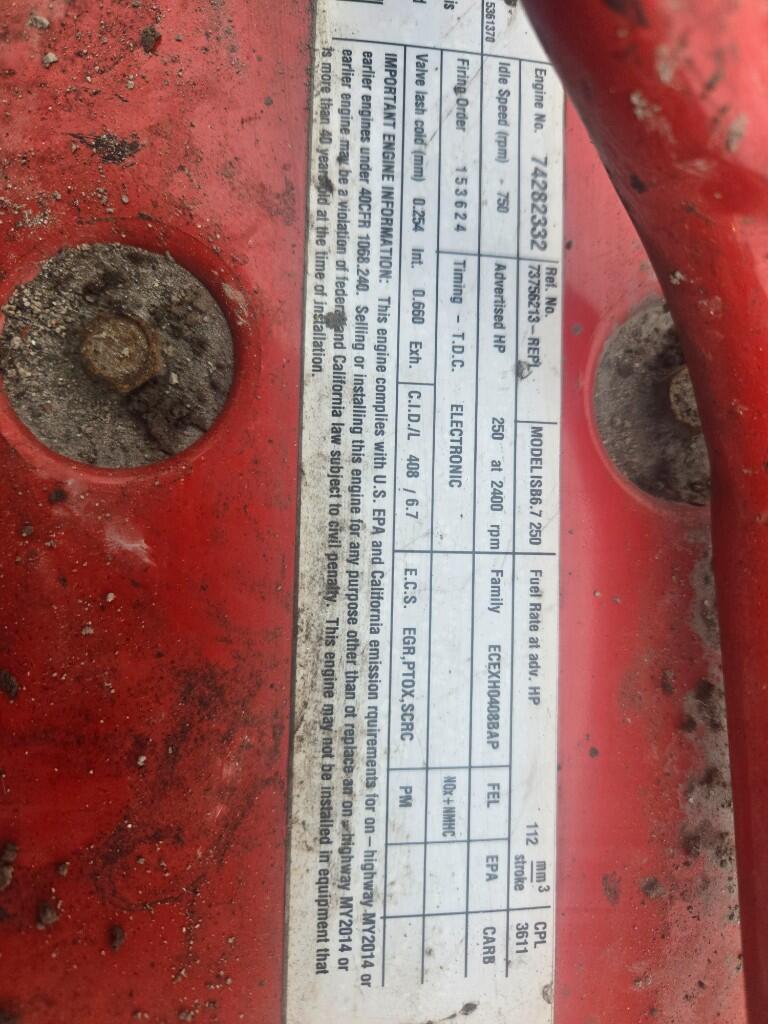 5361370
is
Engine No. 74282332 Ref. No. 73756213-REP MODEL ISB6.7 250 Fuel Rate at adv. HP 112 mm3 stroke CPL 3611
Idle Speed (rpm) - 750 Advertised HP 250 at 2400 rpm Family ECEXH0408BAP FEL EPA CARB
Firing Order 153624 Timing - T.D.C. ELECTRONIC NOx+NMHC
Valve lash cold (mm) 0.254 Int. 0.660 Exh. C.I.D./L 408 / 6.7 E.C.S. EGR,PTOX,SCRC PM
IMPORTANT ENGINE INFORMATION: This engine complies with U.S. EPA and California emission rquirements for on-highway MY2014 or
earlier engines under 40CFR 1068.240. Selling or installing this engine for any purpose other than ot replace an on-highway MY2014 or
earlier engine may be a violation of federal and California law subject to civil penalty. This engine may not be installed in equipment that
is more than 40 years old at the time of installation.